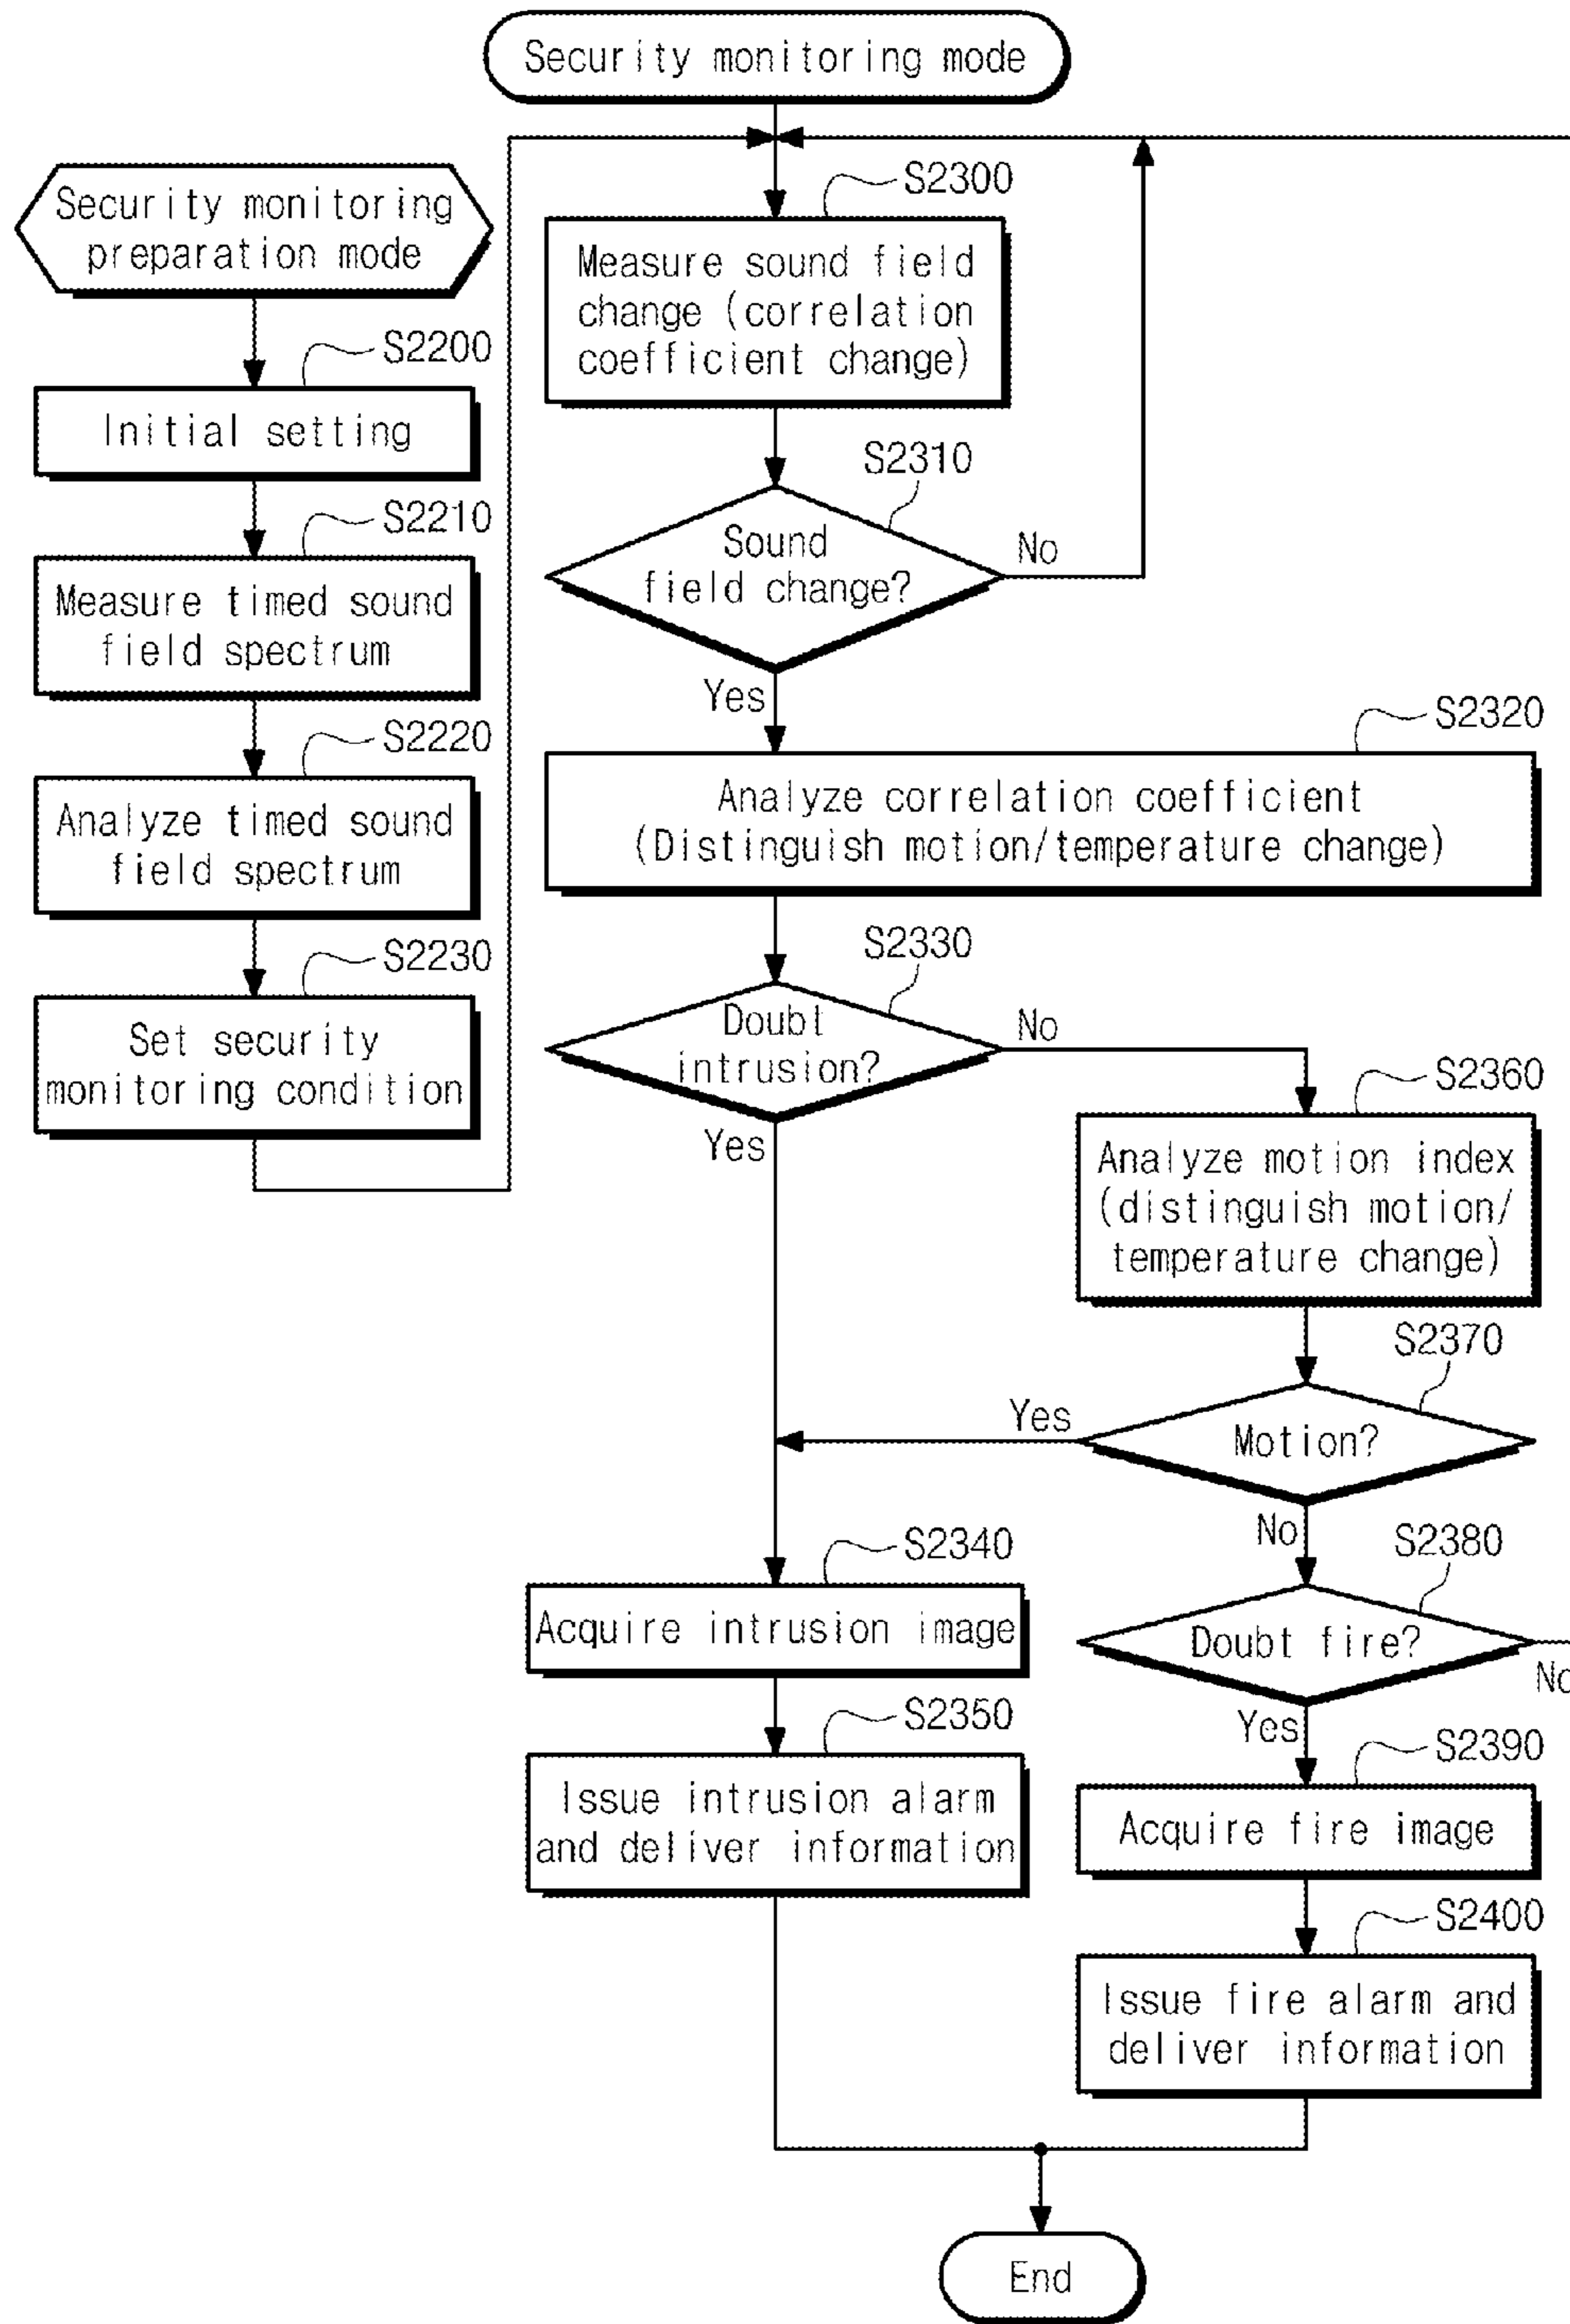 Security monitoring mode
Security monitoring
preparation mode
S2200
Initial setting
S2210
Measure timed sound
field spectrum
S2220
Analyze timed sound
field spectrum
S2230
Set security
monitoring condition
S2300
Measure sound field
change (correlation
coefficient change)
S2310
Sound
field change?
No
Yes
S2320
Analyze correlation coefficient
(Distinguish motion/temperature change)
S2330
Doubt
intrusion?
No
Yes
S2360
Analyze motion index
(distinguish motion/
temperature change)
S2370
Motion?
Yes
No
S2340
Acquire intrusion image
S2350
Issue intrusion alarm
and deliver information
S2380
Doubt fire?
No
Yes
S2390
Acquire fire image
S2400
Issue fire alarm and
deliver information
End